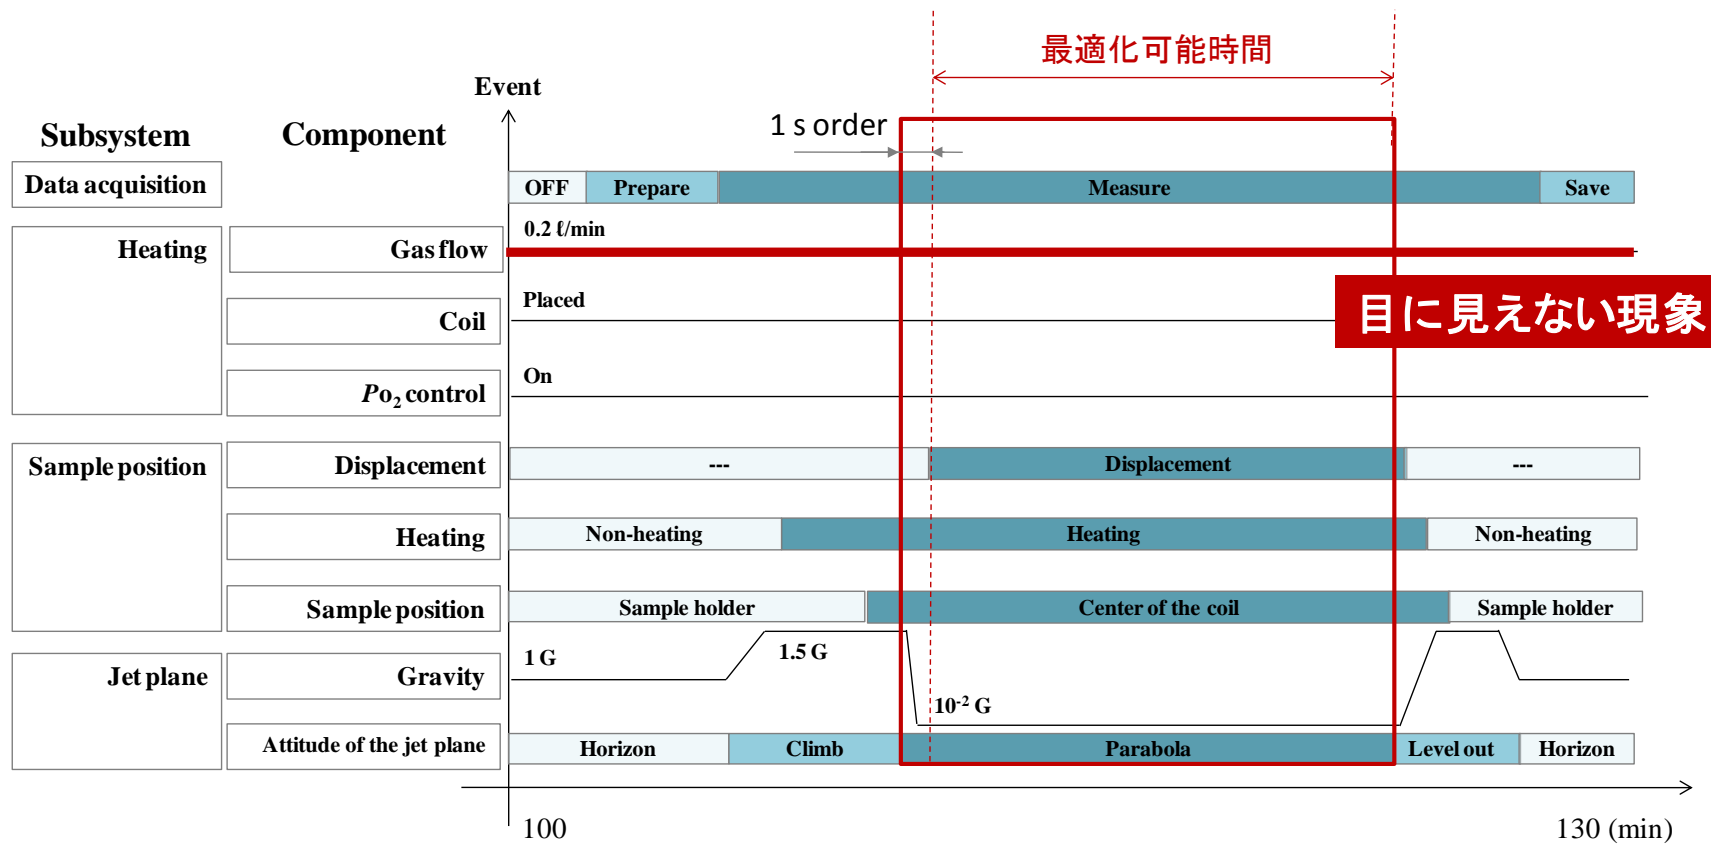 最適化可能時間
Event
1 s order
Subsystem
Component
Data acquisition
OFF
Prepare
Measure
Save
Heating
Gas flow
0.2 ℓ/min
Coil
Placed
目に見えない現象
Po₂ control
On
Sample position
Displacement
---
Displacement
---
Heating
Non-heating
Heating
Non-heating
Sample position
Sample holder
Center of the coil
Sample holder
Jet plane
Gravity
1 G
1.5 G
10⁻² G
Attitude of the jet plane
Horizon
Climb
Parabola
Level out
Horizon
100
130 (min)